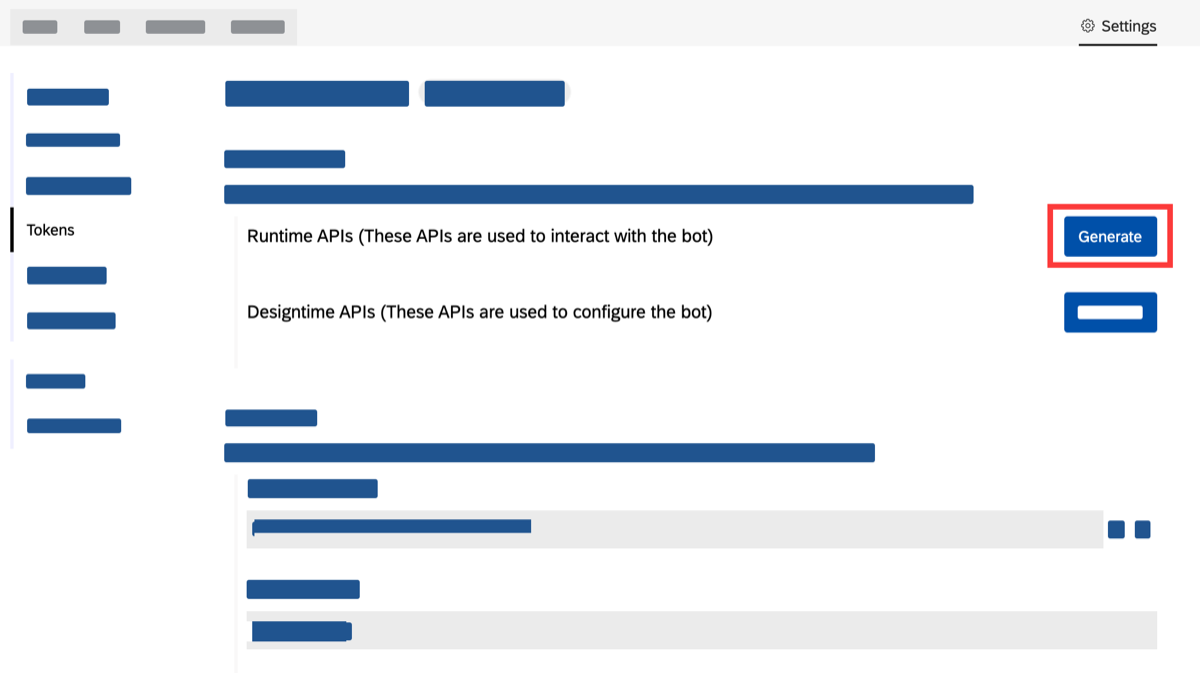 Settings
Tokens
Runtime APIs (These APIs are used to interact with the bot)
Generate
Designtime APIs (These APIs are used to configure the bot)